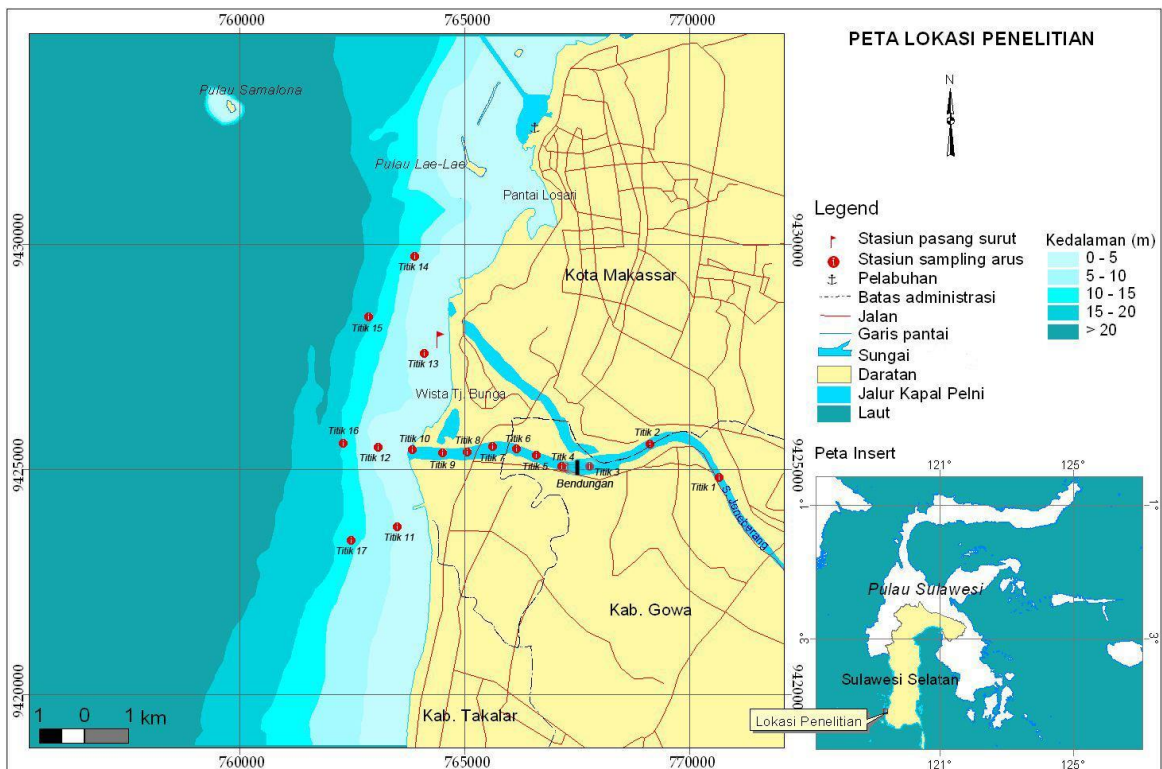 760000
765000
770000
Pulau Samalona
Pulau Lae-Lae
Pantai Losari
9430000
9430000
Titik 14
Kota Makassar
Titik 15
Titik 13
Wista Tj. Bunga
Titik 16
Titik 12
Titik 10
Titik 9
Titik 8
Titik 7
Titik 6
Titik 5
Titik 4
Bendungan
Titik 3
Titik 2
Titik 1
S. Jeneberang
9425000
9425000
Titik 11
Titik 17
Kab. Gowa
9420000
9420000
Kab. Takalar
1 0 1 km
760000
765000
770000
PETA LOKASI PENELITIAN
N
Legend
Stasiun pasang surut
Stasiun sampling arus
Pelabuhan
Batas administrasi
Jalan
Garis pantai
Sungai
Daratan
Jalur Kapal Pelni
Laut
Kedalaman (m)
0 - 5
5 - 10
10 - 15
15 - 20
> 20
Peta Insert
121°
125°
1°
1°
Pulau Sulawesi
3°
3°
Sulawesi Selatan
Lokasi Penelitian
121°
125°